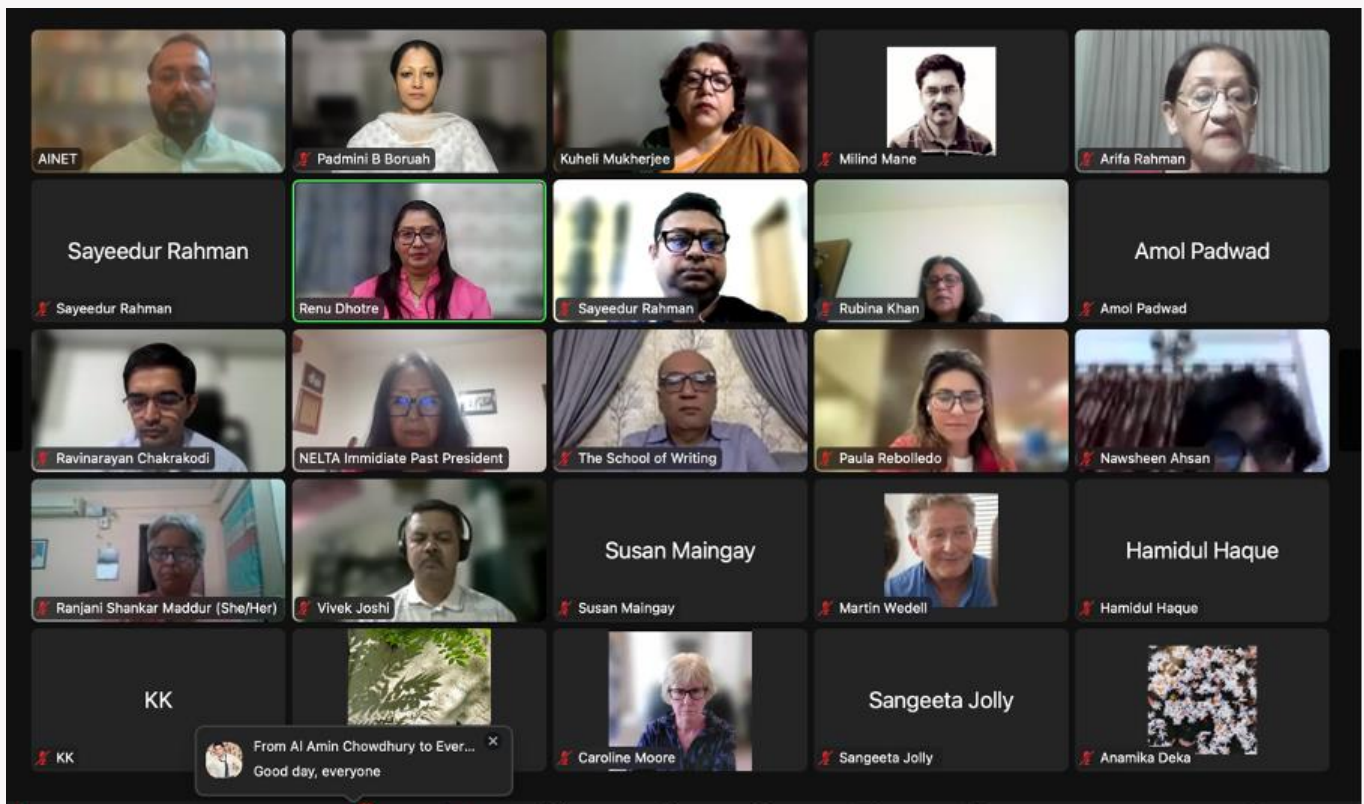 AINET
Padmini B Boruah
Kuheli Mukherjee
Milind Mane
Arifa Rahman
Sayeedur Rahman
Sayeedur Rahman
Renu Dhotre
Sayeedur Rahman
Rubina Khan
Amol Padwad
Amol Padwad
Ravinarayan Chakrakodi
NELTA Immidiate Past President
The School of Writing
Paula Rebolledo
Nawsheen Ahsan
Ranjani Shankar Maddur (She/Her)
Vivek Joshi
Susan Maingay
Susan Maingay
Martin Wedell
Hamidul Haque
Hamidul Haque
KK
KK
From Al Amin Chowdhury to Ever...
Good day, everyone
Caroline Moore
Sangeeta Jolly
Sangeeta Jolly
Anamika Deka